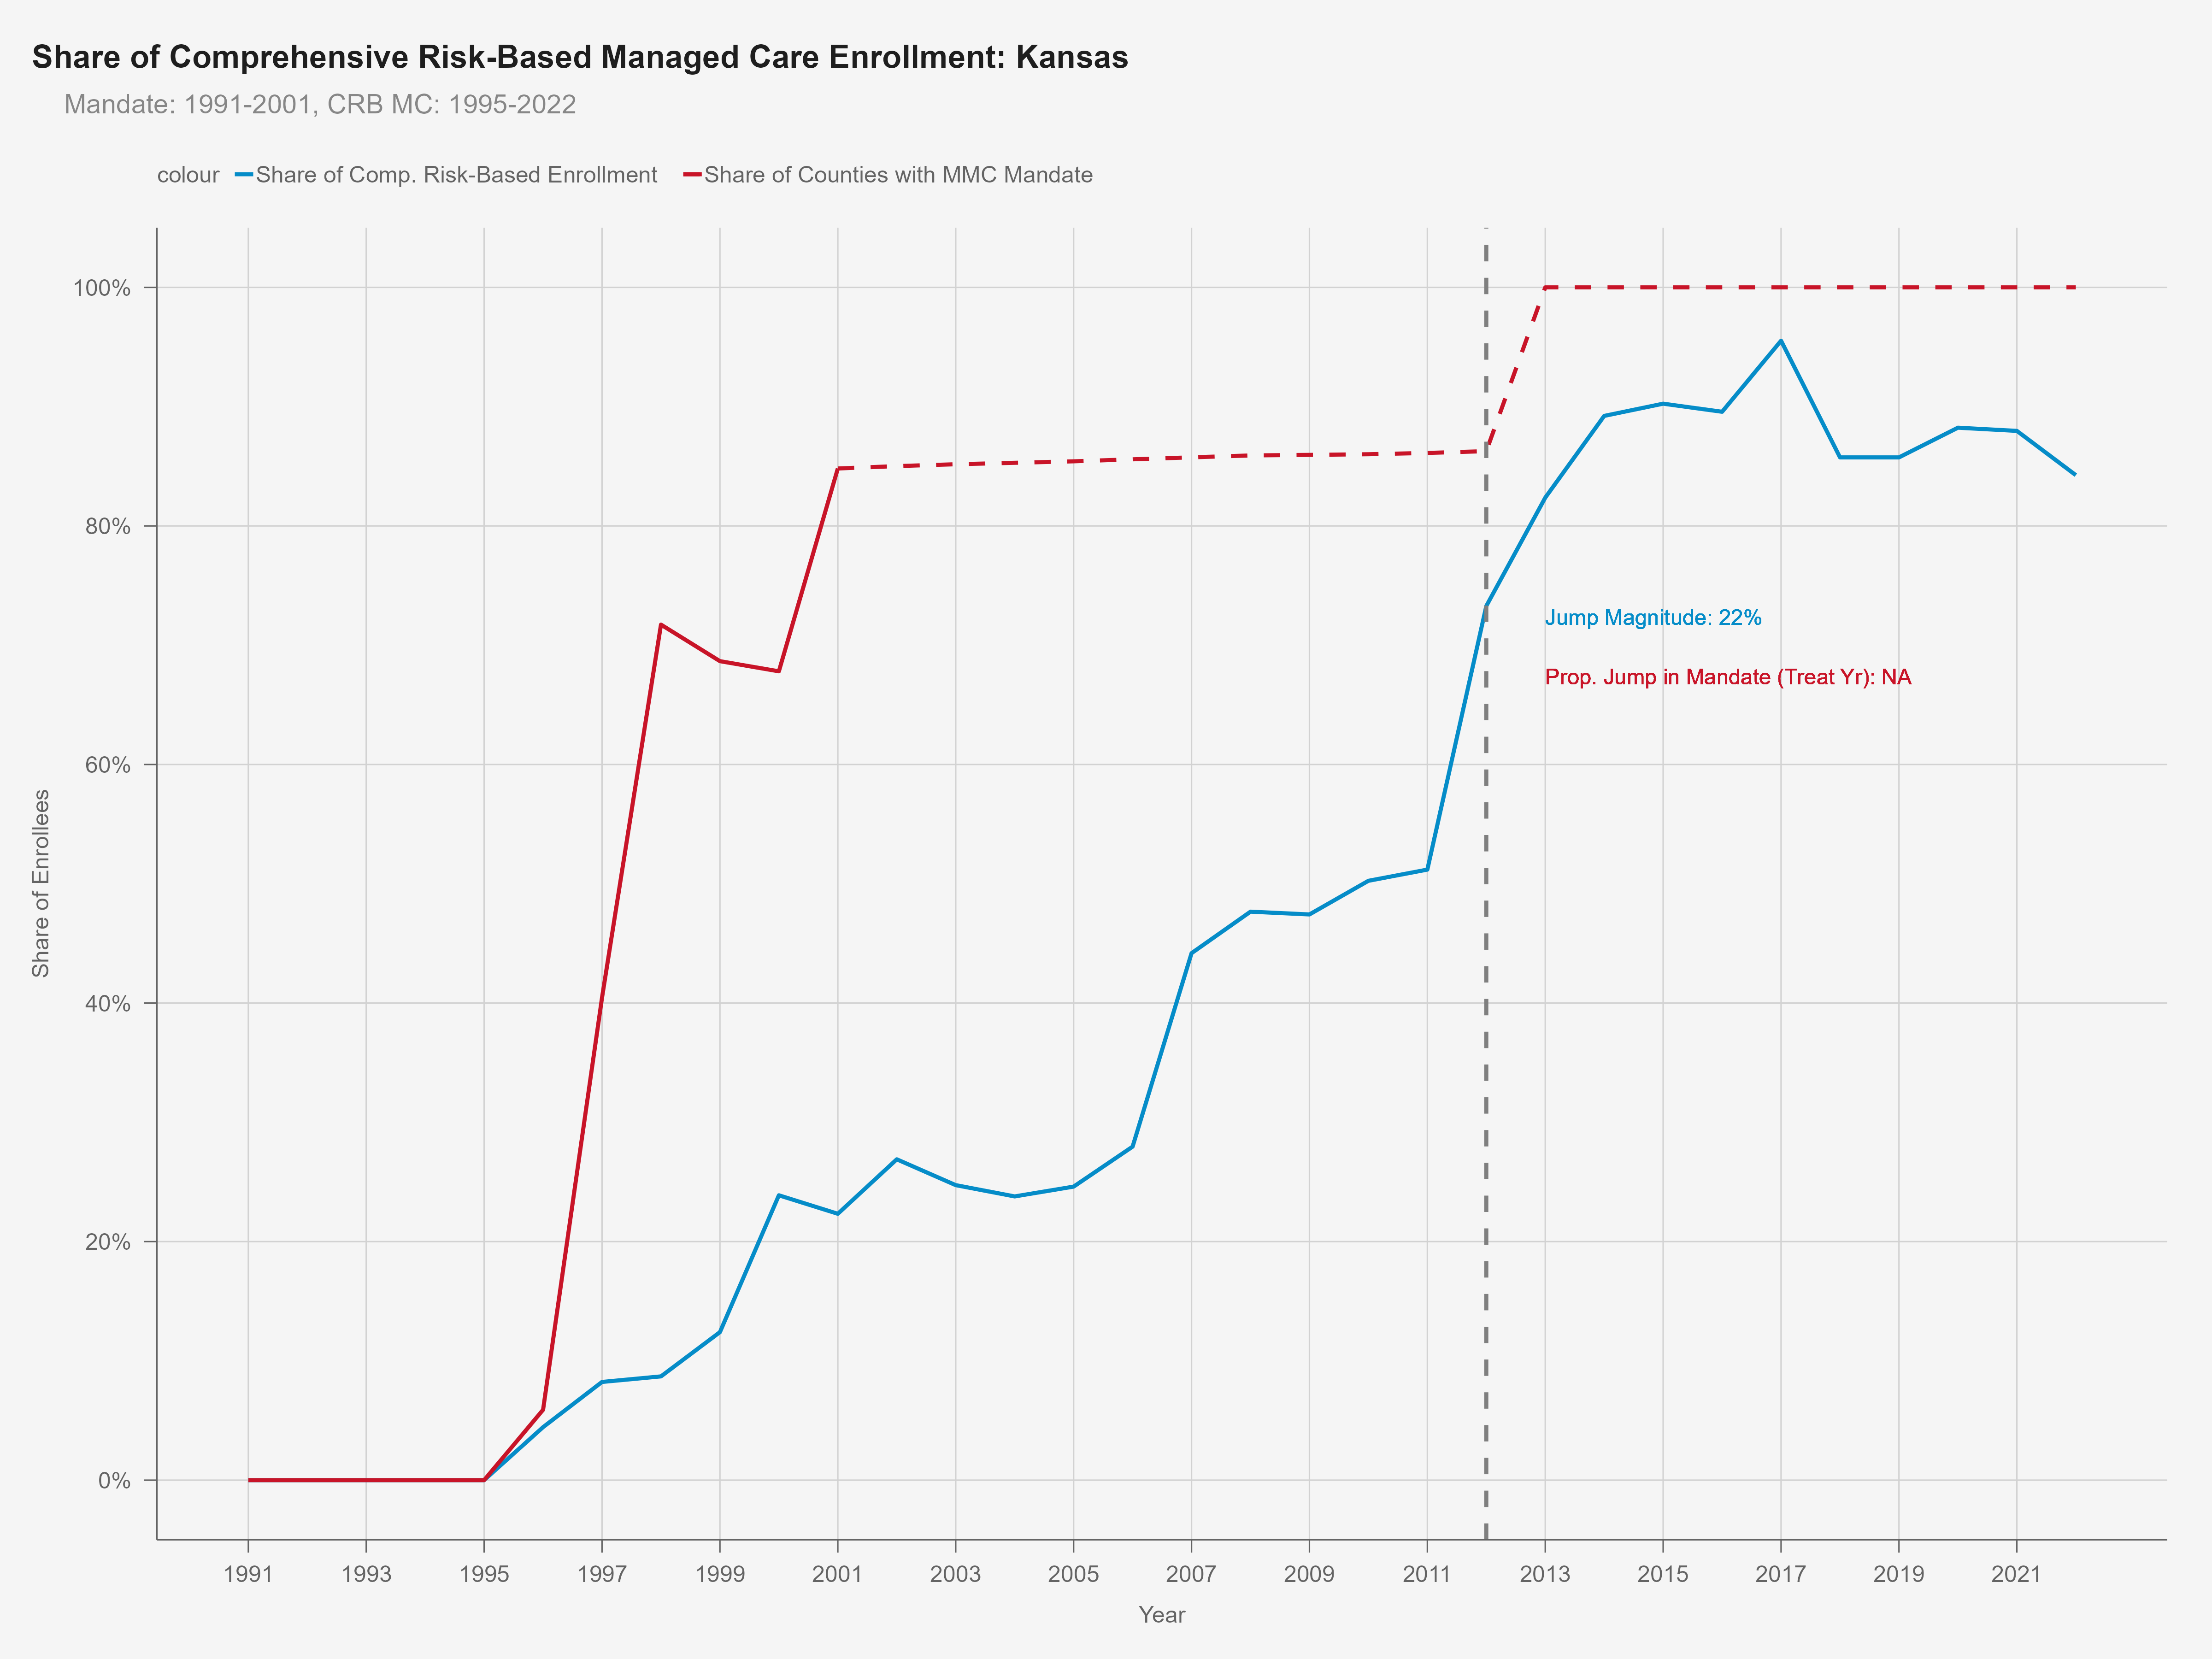 Share of Comprehensive Risk-Based Managed Care Enrollment: Kansas
Mandate: 1991-2001, CRB MC: 1995-2022
colour Share of Comp. Risk-Based Enrollment Share of Counties with MMC Mandate
100%
80%
60%
40%
20%
0%
Share of Enrollees
Jump Magnitude: 22%
Prop. Jump in Mandate (Treat Yr): NA
1991 1993 1995 1997 1999 2001 2003 2005 2007 2009 2011 2013 2015 2017 2019 2021
Year